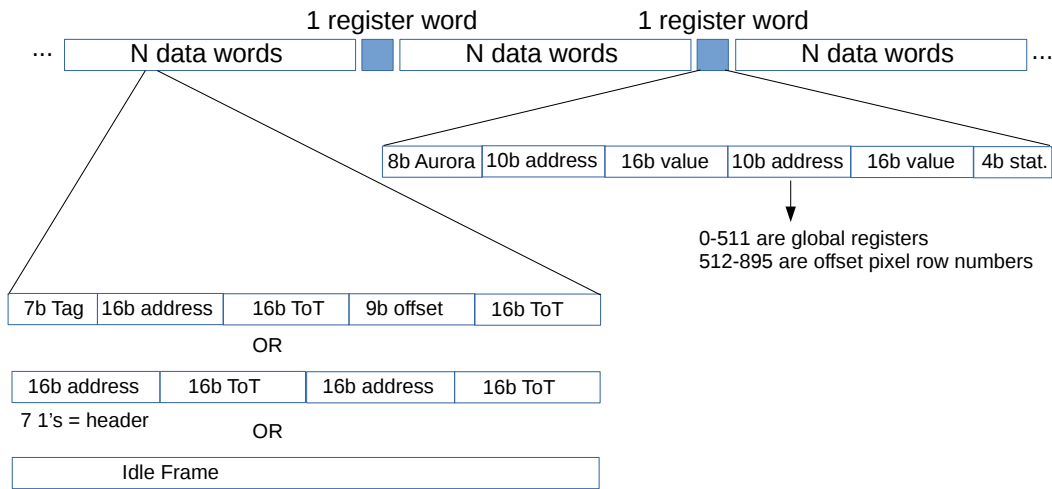 1 register word 1 register word
... N data words N data words N data words ...
8b Aurora 10b address 16b value 10b address 16b value 4b stat.
0-511 are global registers
512-895 are offset pixel row numbers
7b Tag 16b address 16b ToT 9b offset 16b ToT
OR
16b address 16b ToT 16b address 16b ToT
7 1's = header
OR
Idle Frame